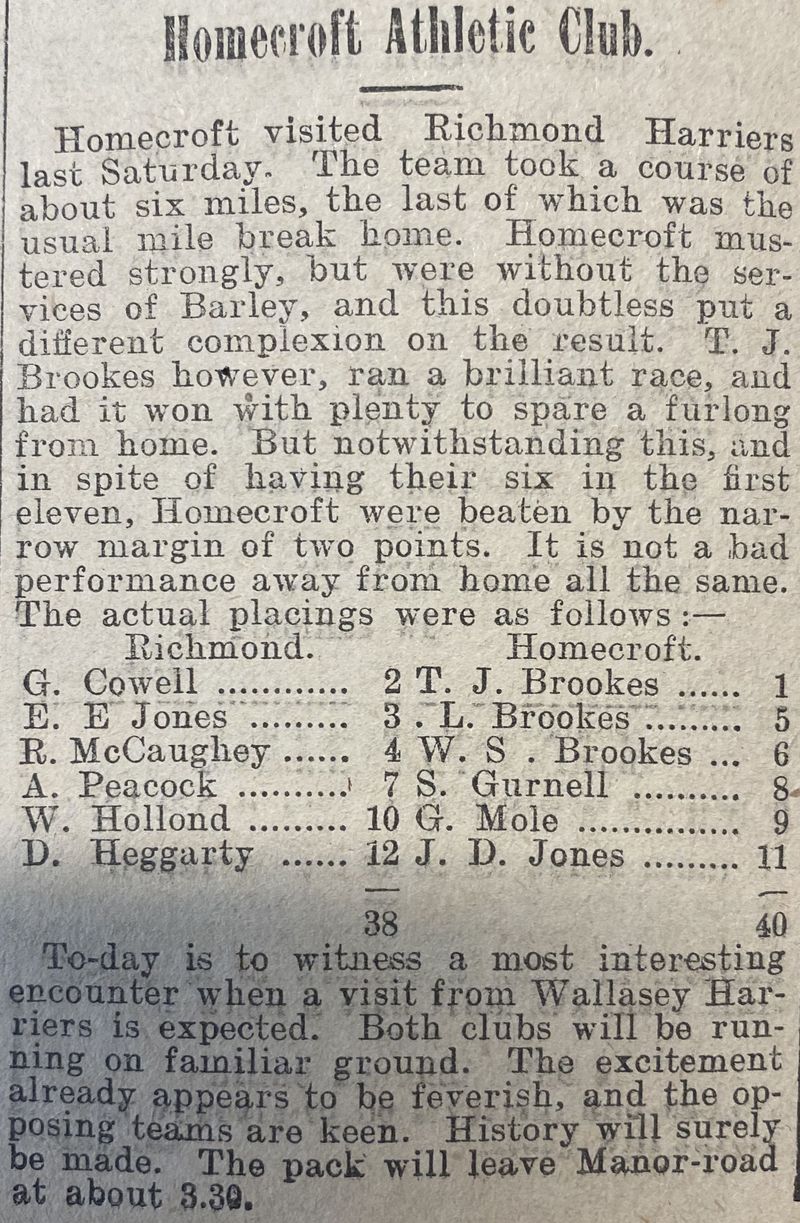 Homecroft Athletic Club.
Homecroft visited Richmond Harriers
last Saturday. The team took a course of
about six miles, the last of which was the
usual mile break home. Homecroft mus-
tered strongly, but were without the ser-
vices of Barley, and this doubtless put a
different complexion on the result. T. J.
Brookes however, ran a brilliant race, and
had it won with plenty to spare a furlong
from home. But notwithstanding this, and
in spite of having their six in the first
eleven, Homecroft were beaten by the nar-
row margin of two points. It is not a bad
performance away from home all the same.
The actual placings were as follows :—
Richmond. Homecroft.
G. Cowell ............ 2 T. J. Brookes ...... 1
E. E Jones ......... 3 . L. Brookes ......... 5
R. McCaughey ...... 4 W. S . Brookes ... 6
A. Peacock .......... 7 S. Gurnell .......... 8
W. Hollond ......... 10 G. Mole ............... 9
D. Heggarty ...... 12 J. D. Jones ......... 11
— —
38 40
To-day is to witness a most interesting
encounter when a visit from Wallasey Har-
riers is expected. Both clubs will be run-
ning on familiar ground. The excitement
already appears to be feverish, and the op-
posing teams are keen. History will surely
be made. The pack will leave Manor-road
at about 3.30.